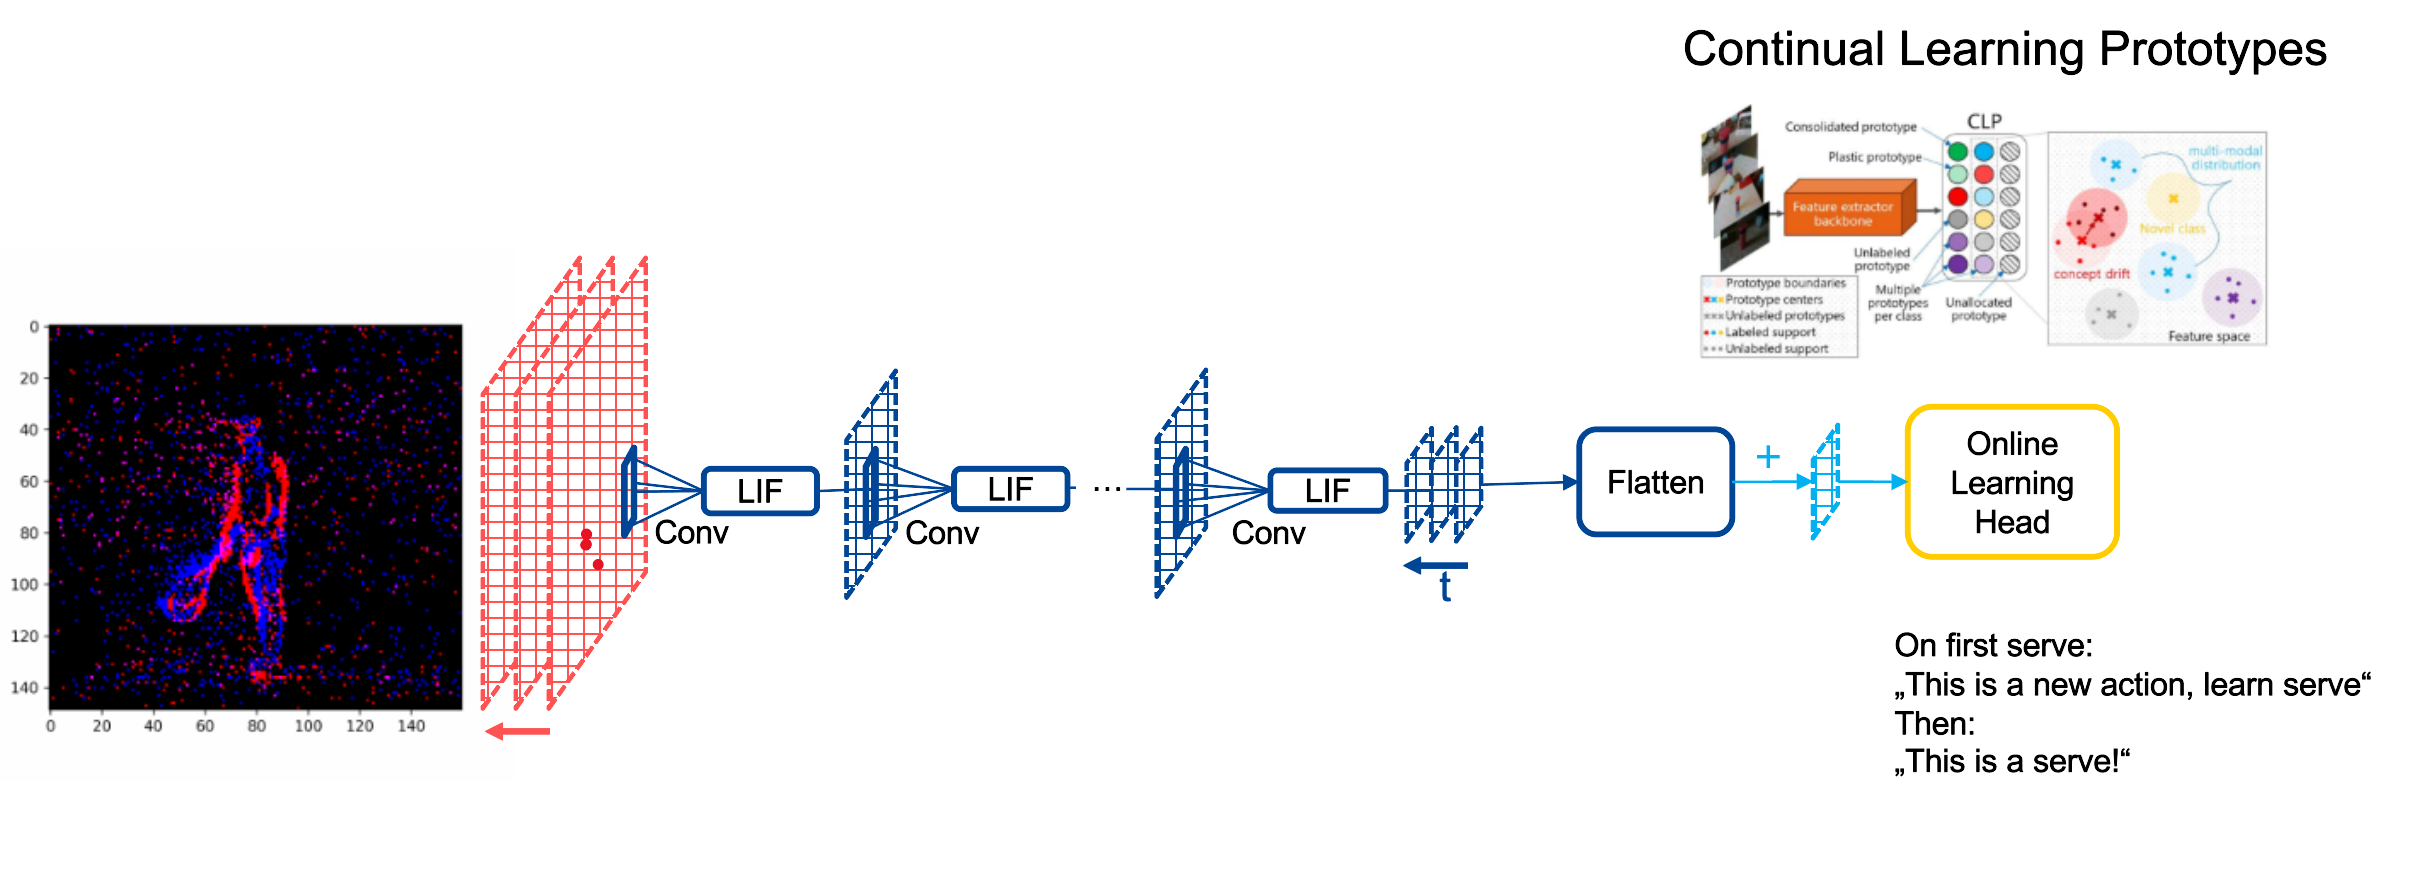 Continual Learning Prototypes
CLP
Consolidated prototype
Plastic prototype
Feature extractor
backbone
Unlabeled
prototype
Multiple
prototypes
per class
Unallocated
prototype
multi-modal
distribution
Novel class
concept drift
Feature space
Prototype boundaries
Prototype centers
Unlabeled prototypes
Labeled support
Unlabeled support
0
20
40
60
80
100
120
140
0
20
40
60
80
100
120
140
Conv
LIF
Conv
LIF
...
Conv
LIF
t
Flatten
+
Online
Learning
Head
On first serve:
„This is a new action, learn serve“
Then:
„This is a serve!“